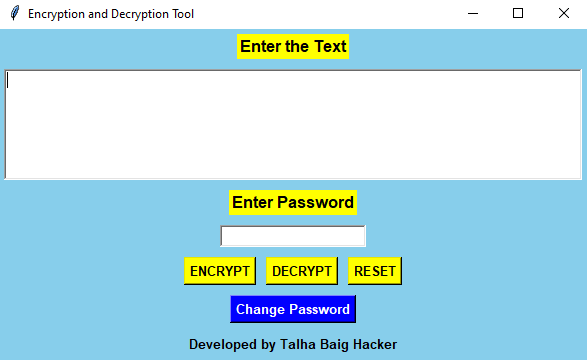 Encryption and Decryption Tool
Enter the Text
Enter Password
ENCRYPT DECRYPT RESET
Change Password
Developed by Talha Baig Hacker